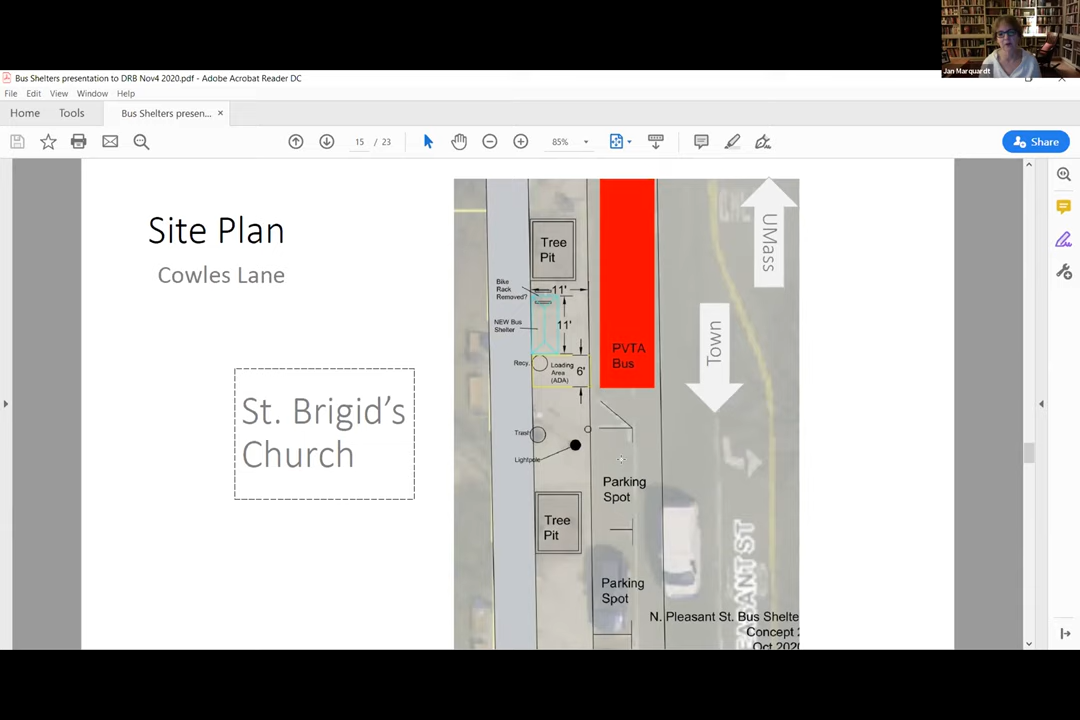 Jan Marquardt
Bus Shelters presentation to DRB Nov4 2020.pdf - Adobe Acrobat Reader DC
File Edit View Window Help
Home Tools Bus Shelters presen... ×
15 / 23 85% Share
Site Plan
Cowles Lane
St. Brigid's
Church
Tree
Pit
Bike
Rack
Removed?
11'
NEW Bus
Shelter
11'
Recy.
Loading
Area
(ADA)
6'
PVTA
Bus
UMass
Town
Trash
Lightpole
Parking
Spot
Tree
Pit
Parking
Spot
N. Pleasant St. Bus Shelte
Concept 2
Oct 2020